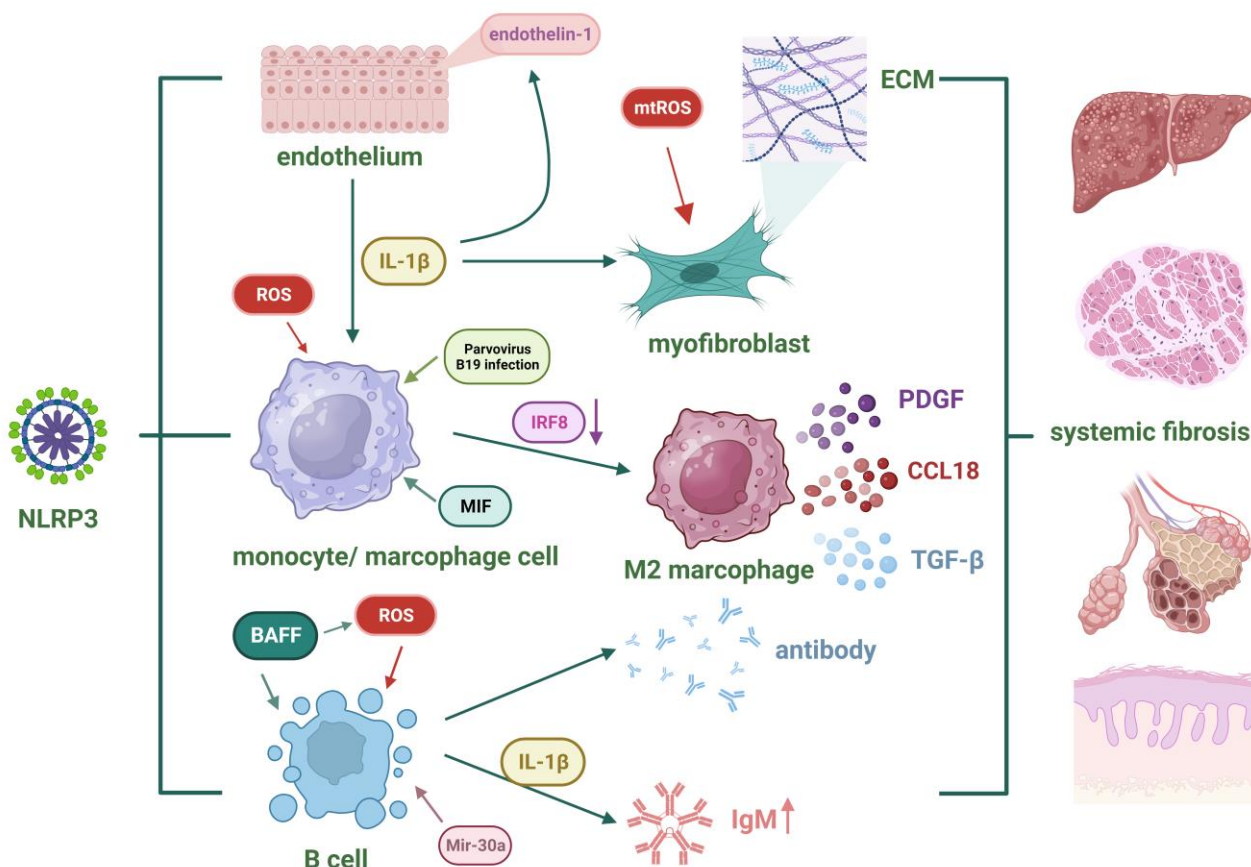 endothelin-1
ECM
mtROS
endothelium
IL-1β
ROS
myofibroblast
Parvovirus
B19 infection
PDGF
IRF8
systemic fibrosis
CCL18
NLRP3
MIF
monocyte/ marcophage cell
M2 marcophage
TGF-β
BAFF
ROS
antibody
IL-1β
IgM
Mir-30a
B cell